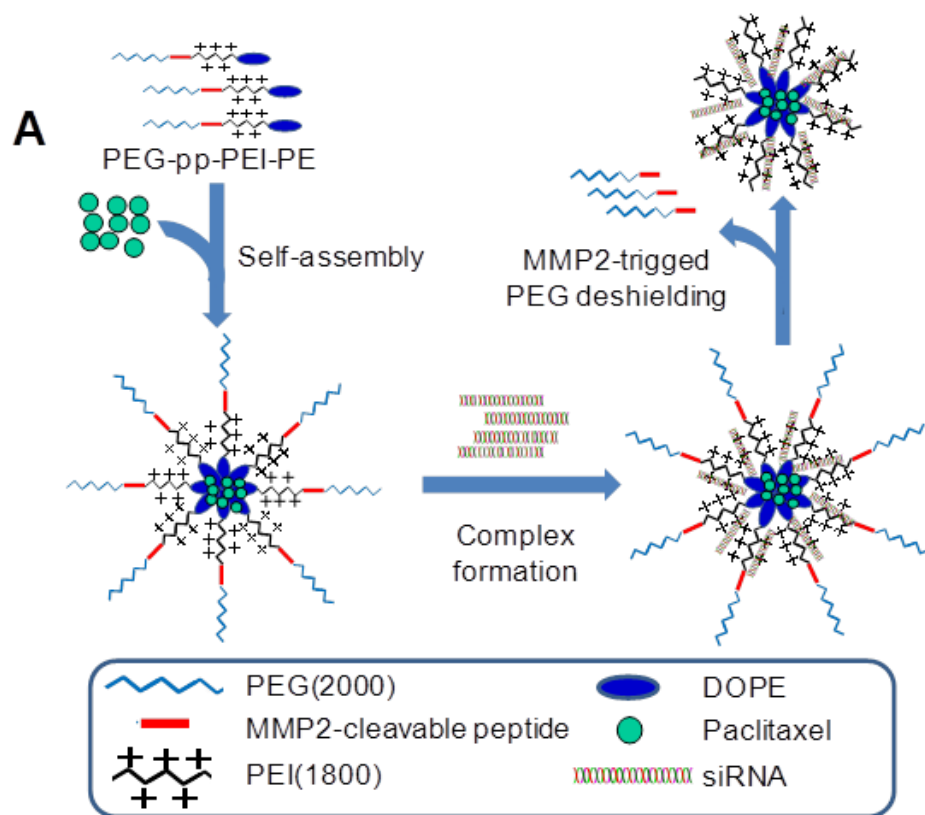 A
PEG-pp-PEI-PE
Self-assembly
MMP2-trigged
PEG deshielding
Complex
formation
PEG(2000)
DOPE
MMP2-cleavable peptide
Paclitaxel
PEI(1800)
siRNA